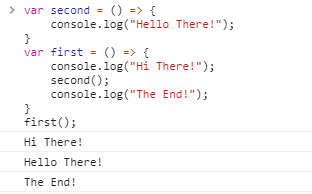 > var second = () => {
    console.log("Hello There!");
}
var first = () => {
    console.log("Hi There!");
    second();
    console.log("The End!");
}
first();
Hi There!
Hello There!
The End!